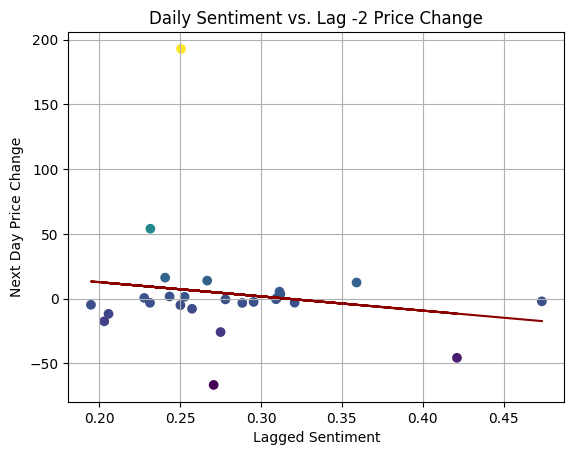 Daily Sentiment vs. Lag -2 Price Change
Next Day Price Change
200
150
100
50
0
−50
0.20 0.25 0.30 0.35 0.40 0.45
Lagged Sentiment